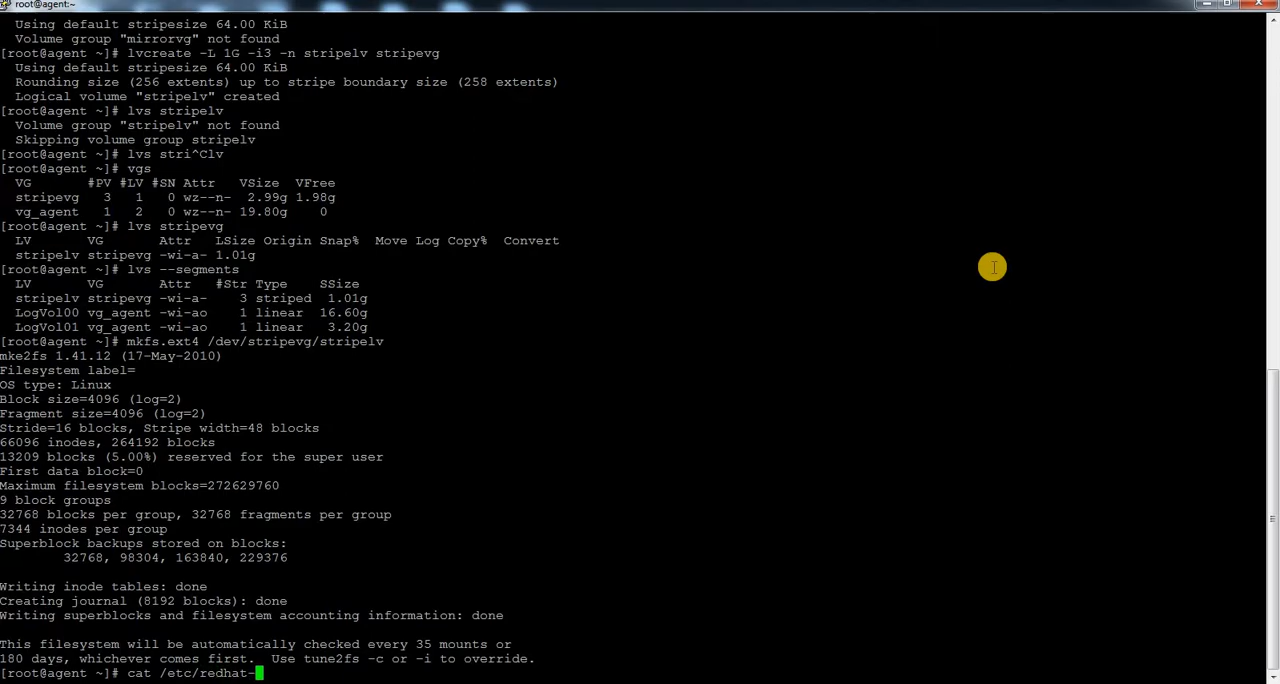 root@agent:~
  Using default stripesize 64.00 KiB
  Volume group "mirrorvg" not found
[root@agent ~]# lvcreate -L 1G -i3 -n stripelv stripevg
  Using default stripesize 64.00 KiB
  Rounding size (256 extents) up to stripe boundary size (258 extents)
  Logical volume "stripelv" created
[root@agent ~]# lvs stripelv
  Volume group "stripelv" not found
  Skipping volume group stripelv
[root@agent ~]# lvs stri^Clv
[root@agent ~]# vgs
  VG       #PV #LV #SN Attr   VSize  VFree
  stripevg   3   1   0 wz--n-  2.99g 1.98g
  vg_agent   1   2   0 wz--n- 19.80g    0
[root@agent ~]# lvs stripevg
  LV       VG       Attr   LSize Origin Snap%  Move Log Copy%  Convert
  stripelv stripevg -wi-a- 1.01g
[root@agent ~]# lvs --segments
  LV       VG       Attr   #Str Type    SSize
  stripelv stripevg -wi-a-    3 striped  1.01g
  LogVol00 vg_agent -wi-ao    1 linear  16.60g
  LogVol01 vg_agent -wi-ao    1 linear   3.20g
[root@agent ~]# mkfs.ext4 /dev/stripevg/stripelv
mke2fs 1.41.12 (17-May-2010)
Filesystem label=
OS type: Linux
Block size=4096 (log=2)
Fragment size=4096 (log=2)
Stride=16 blocks, Stripe width=48 blocks
66096 inodes, 264192 blocks
13209 blocks (5.00%) reserved for the super user
First data block=0
Maximum filesystem blocks=272629760
9 block groups
32768 blocks per group, 32768 fragments per group
7344 inodes per group
Superblock backups stored on blocks:
        32768, 98304, 163840, 229376
Writing inode tables: done
Creating journal (8192 blocks): done
Writing superblocks and filesystem accounting information: done
This filesystem will be automatically checked every 35 mounts or
180 days, whichever comes first.  Use tune2fs -c or -i to override.
[root@agent ~]# cat /etc/redhat-